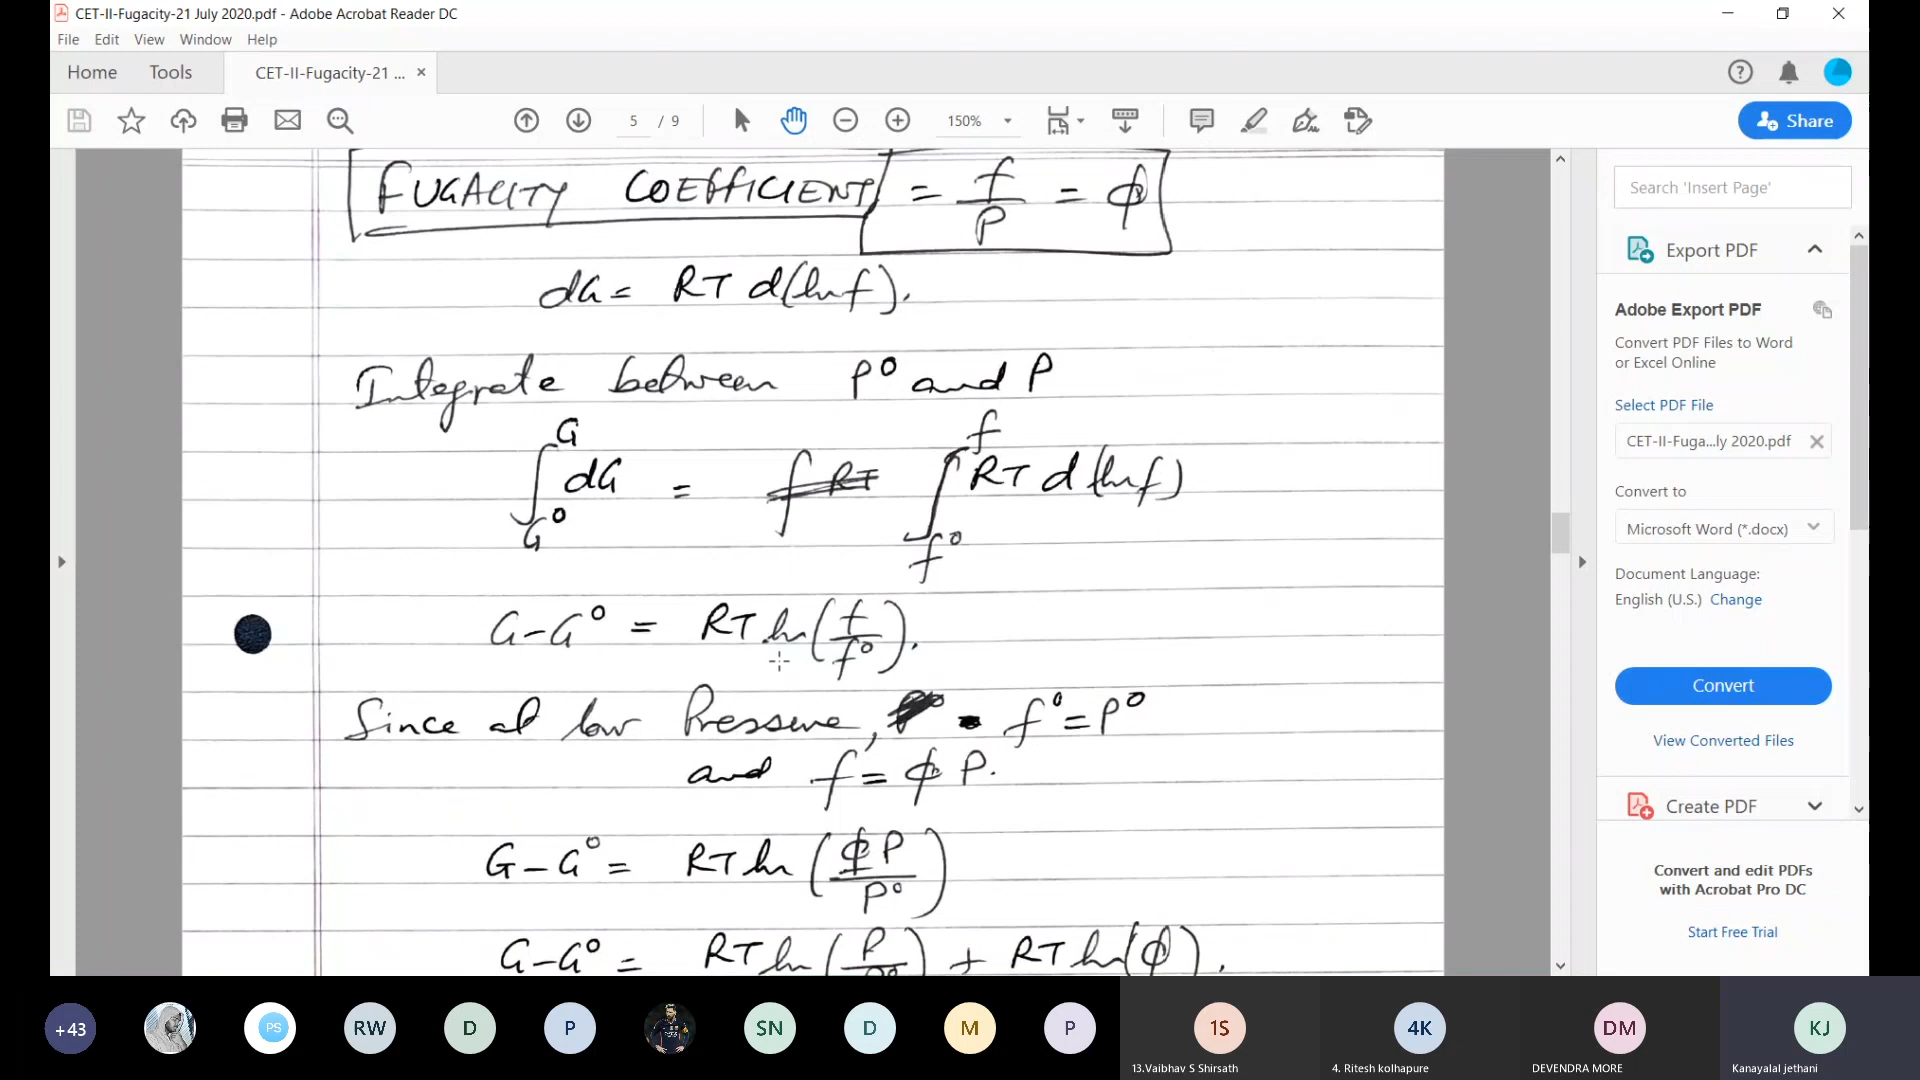 CET-II-Fugacity-21 July 2020.pdf - Adobe Acrobat Reader DC
File Edit View Window Help
Home Tools CET-II-Fugacity-21 ... ×
5 / 9 150% Share
FUGACITY COEFFICIENT = f/P = ϕ
dG = RT d(ln f).
Integrate between P° and P
∫_{G°}^{G} dG = ∫_{f°}^{f} RT d(ln f)
G-G° = RT ln(f/f°).
Since at low Pressure, f° = P°
and f = ϕ P.
G-G° = RT ln(ϕP/P°)
G-G° = RT ln(P/P°) + RT ln(ϕ).
Search 'Insert Page'
Export PDF
Adobe Export PDF
Convert PDF Files to Word
or Excel Online
Select PDF File
CET-II-Fuga...ly 2020.pdf
Convert to
Microsoft Word (*.docx)
Document Language:
English (U.S.) Change
Convert
View Converted Files
Create PDF
Convert and edit PDFs
with Acrobat Pro DC
Start Free Trial
+43 PS RW D P SN D M P 1S 4K DM KJ
13.Vaibhav S Shirsath 4. Ritesh kolhapure DEVENDRA MORE Kanayalal jethani